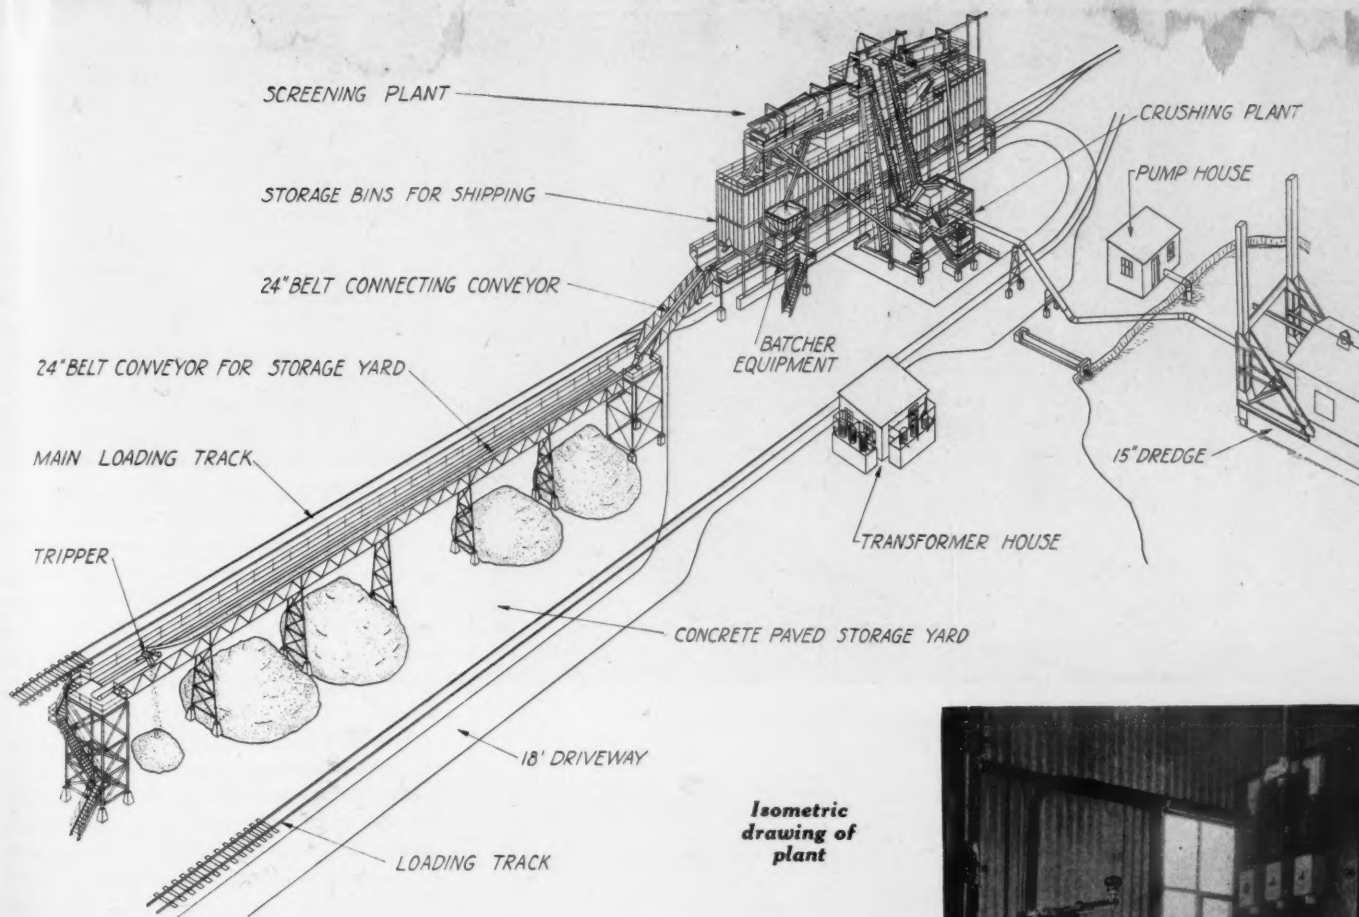 SCREENING PLANT
CRUSHING PLANT
PUMP HOUSE
STORAGE BINS FOR SHIPPING
24" BELT CONNECTING CONVEYOR
BATCHER
EQUIPMENT
24" BELT CONVEYOR FOR STORAGE YARD
MAIN LOADING TRACK
15" DREDGE
TRANSFORMER HOUSE
TRIPPER
CONCRETE PAVED STORAGE YARD
18' DRIVEWAY
LOADING TRACK
Isometric
drawing of
plant